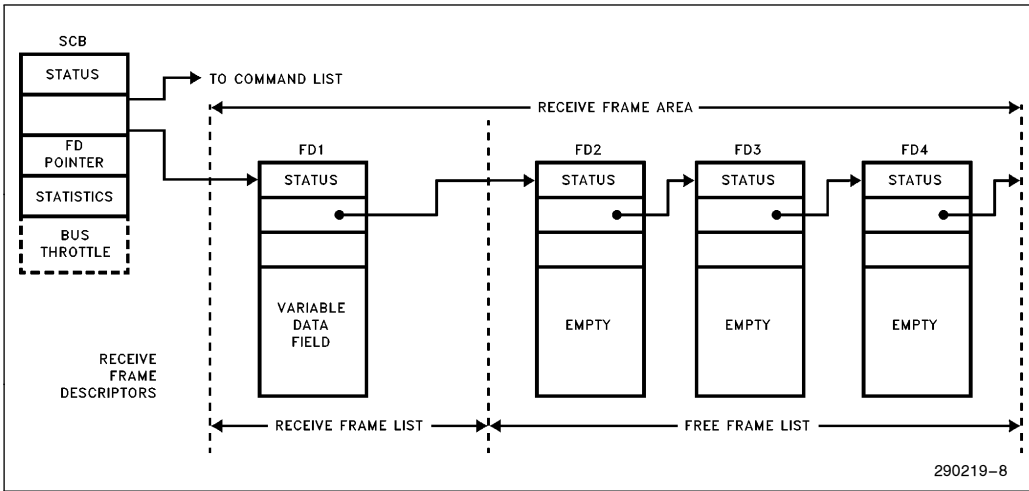 SCB
STATUS
TO COMMAND LIST
RECEIVE FRAME AREA
FD
POINTER
STATISTICS
BUS
THROTTLE
FD1
STATUS
VARIABLE
DATA
FIELD
FD2
STATUS
EMPTY
FD3
STATUS
EMPTY
FD4
STATUS
EMPTY
RECEIVE
FRAME
DESCRIPTORS
RECEIVE FRAME LIST
FREE FRAME LIST
290219–8